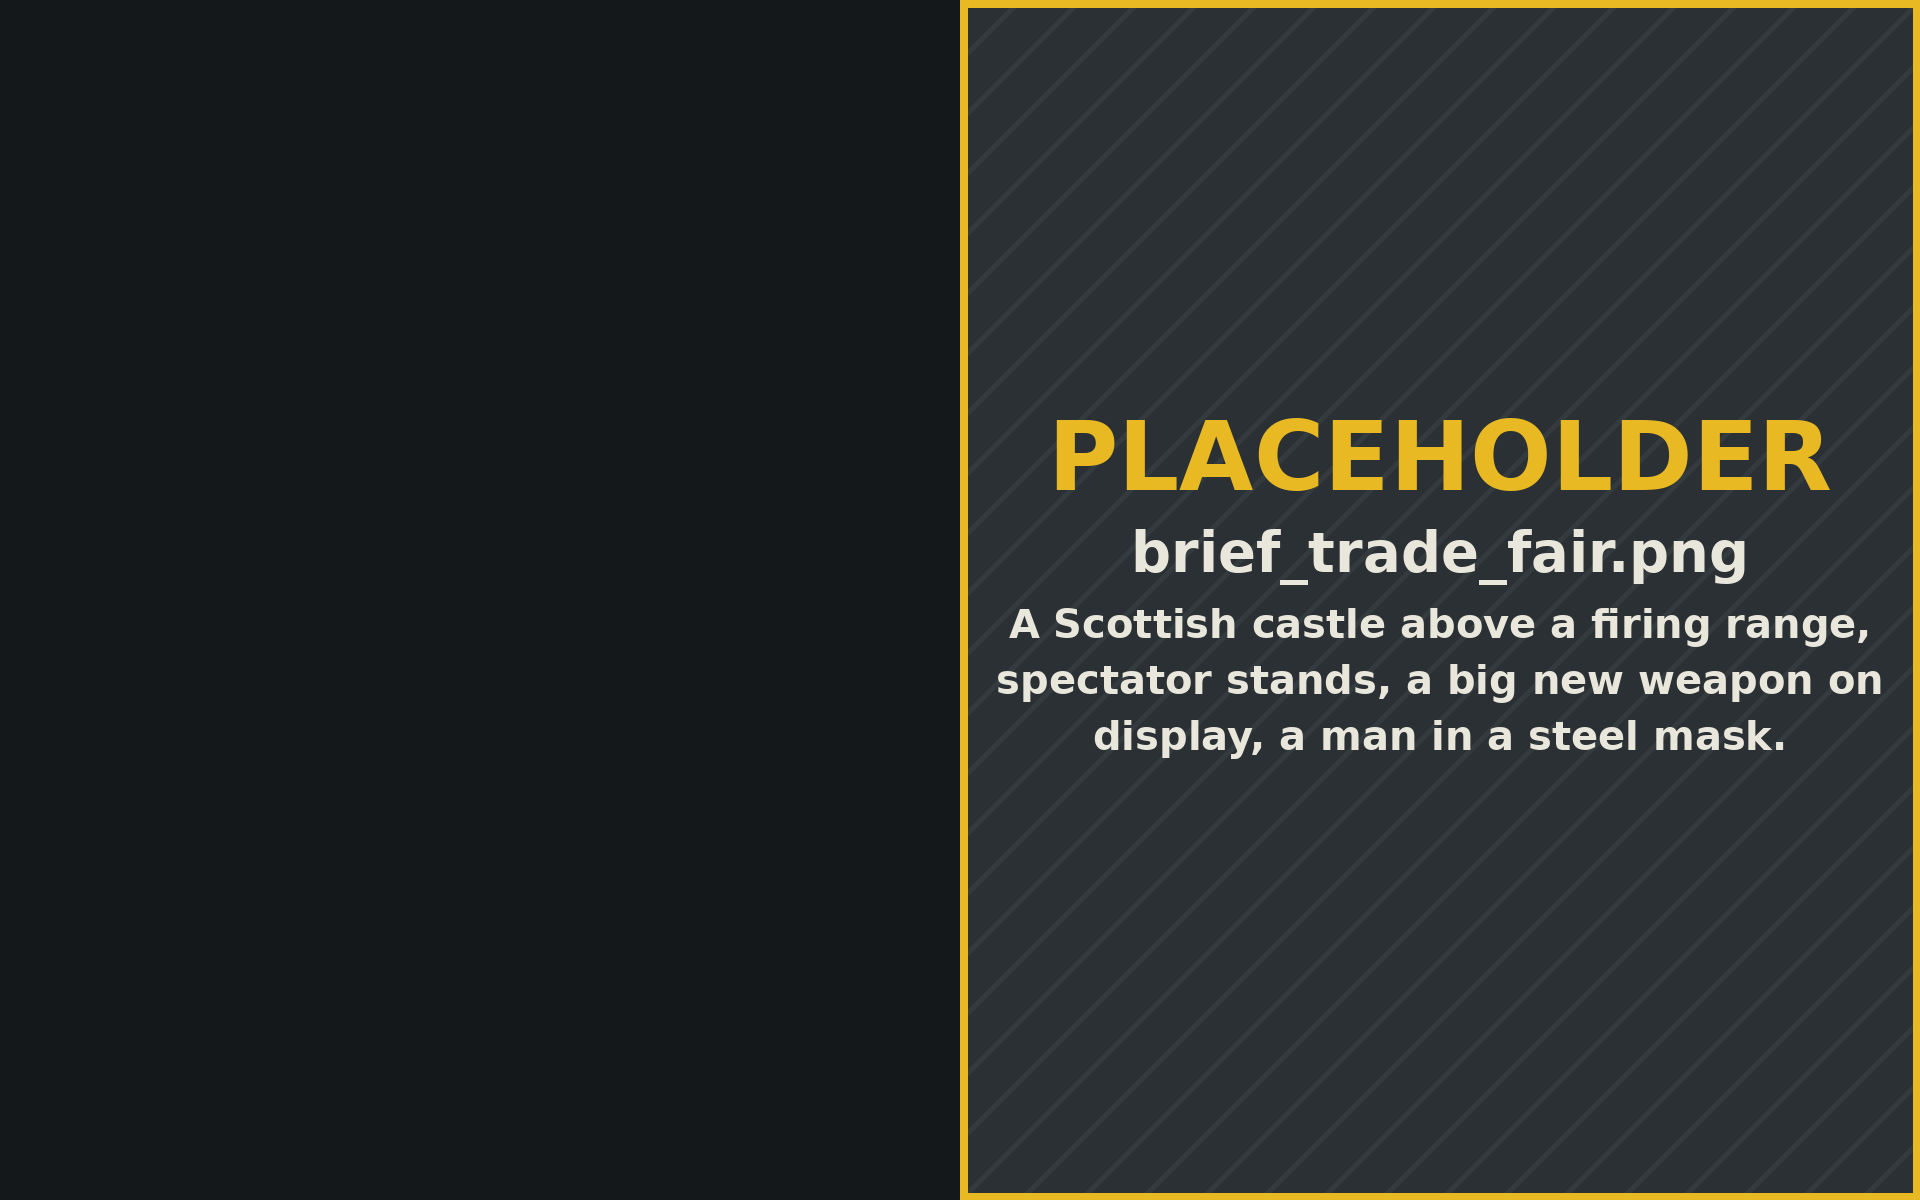 PLACEHOLDER
brief_trade_fair.png
A Scottish castle above a firing range,
spectator stands, a big new weapon on
display, a man in a steel mask.